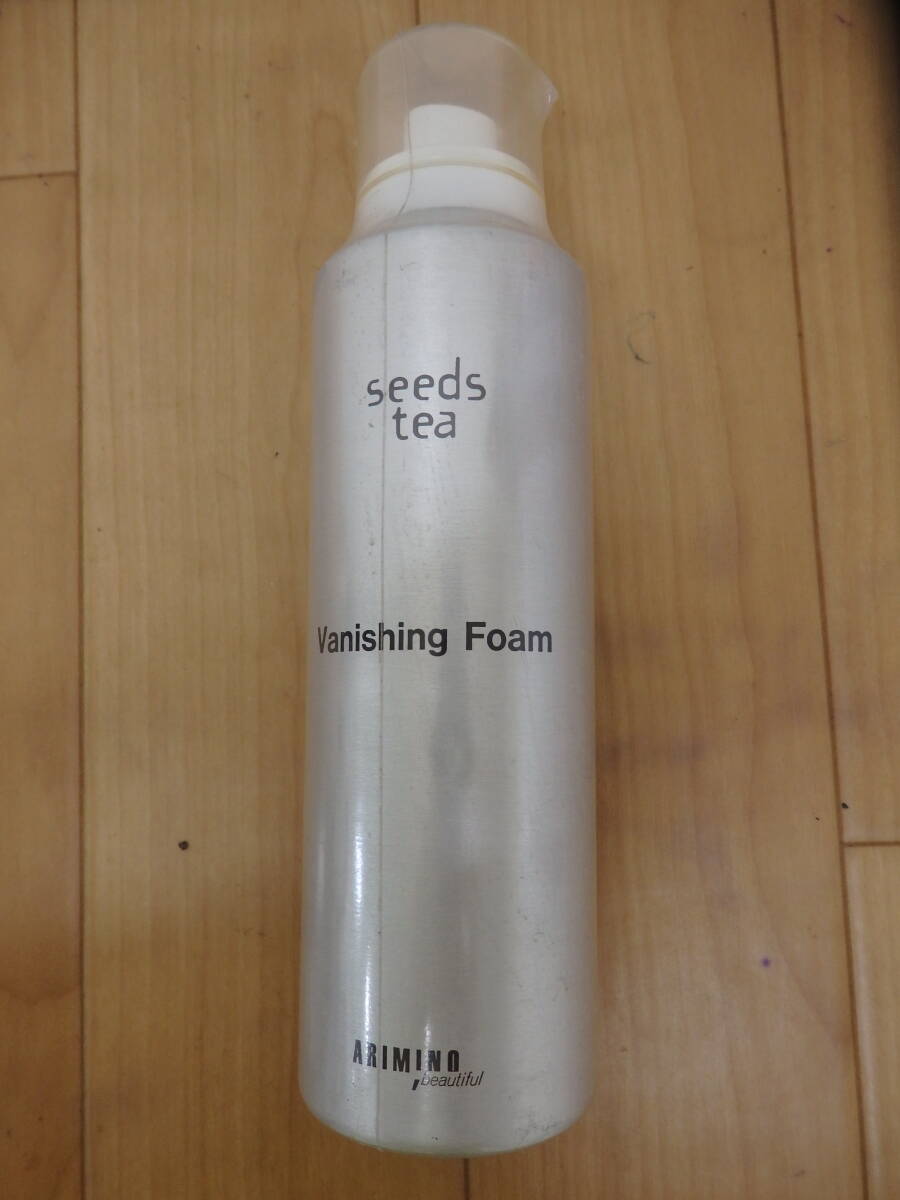 seeds
tea
Vanishing Foam
ARIMINO
,beautiful